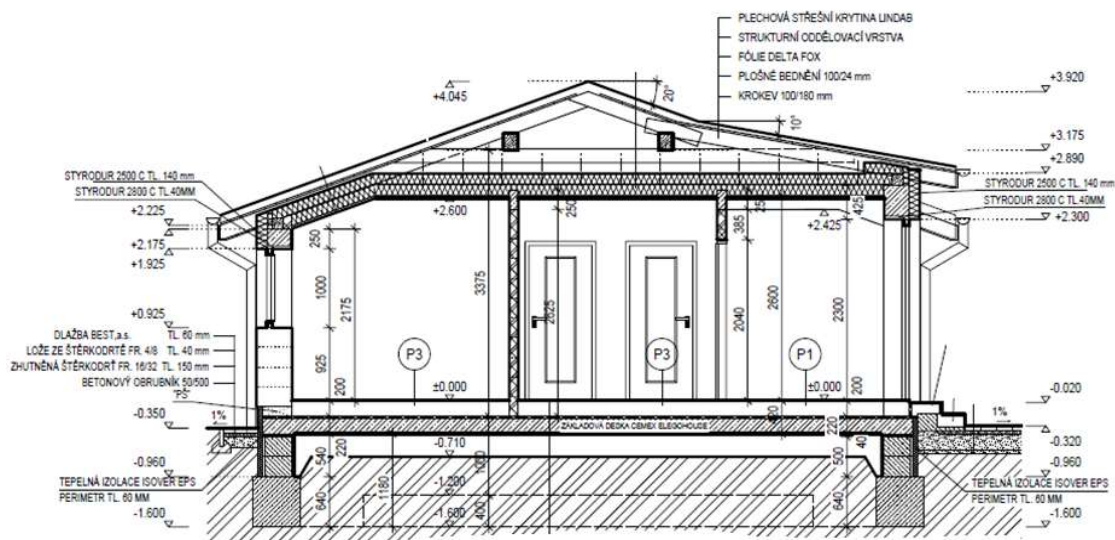 PLECHOVÁ STŘEŠNÍ KRYTINA LINDAB
STRUKTURNÍ ODDĚLOVACÍ VRSTVA
FÓLIE DELTA FOX
PLOŠNÉ BEDNĚNÍ 100/24 mm
KROKEV 100/180 mm
+4.045
20°
10°
+3.920
+3.175
+2.890
STYRODUR 2500 C TL. 140 mm
STYRODUR 2800 C TL.40MM
+2.225
+2.175
+1.925
+0.925
STYRODUR 2500 C TL. 140 mm
STYRODUR 2800 C TL.40MM
+2.300
+2.600
250
25
425
+2.425
385
250
1000
2175
3375
2625
2040
2600
2300
DLAŽBA BEST,a.s. TL. 60 mm
LOŽE ZE ŠTĚRKODRTĚ FR. 4/8 TL. 40 mm
ZHUTNĚNÁ ŠTĚRKODRŤ FR. 16/32 TL. 150 mm
BETONOVÝ OBRUBNÍK 50/500
"PS"
925
200
P3
P3
P1
±0.000
±0.000
200
-0.020
-0.350
1%
1%
ZÁKLADOVÁ DESKA CEMEX ELEGOHOUCE
420
220
-0.320
-0.960
540
220
-0.710
40
500
-0.960
TEPELNÁ IZOLACE ISOVER EPS
PERIMETR TL. 60 MM
TEPELNÁ IZOLACE ISOVER EPS
PERIMETR TL. 60 MM
-1.600
640
1180
-1.200
-1.600
400
640
-1.600